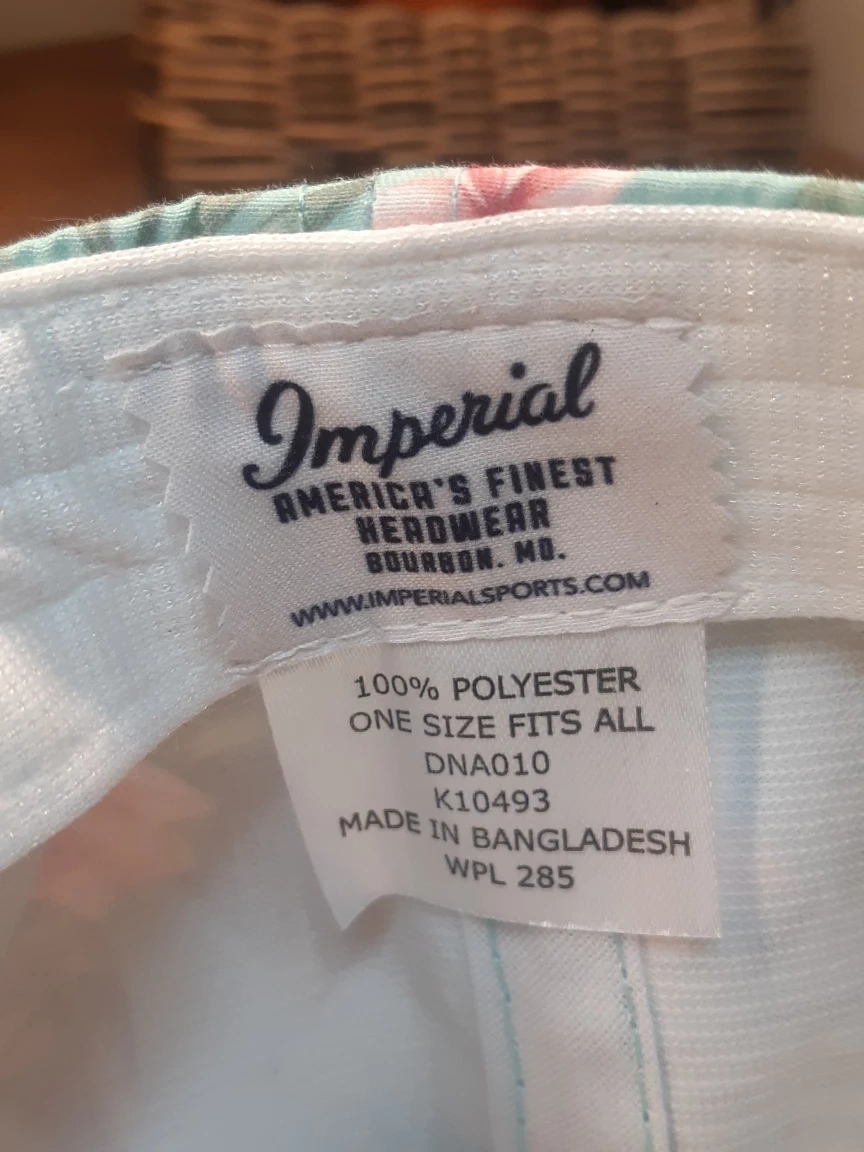 Imperial
AMERICA'S FINEST
HEADWEAR
BOURBON. MO.
WWW.IMPERIALSPORTS.COM
100% POLYESTER
ONE SIZE FITS ALL
DNA010
K10493
MADE IN BANGLADESH
WPL 285